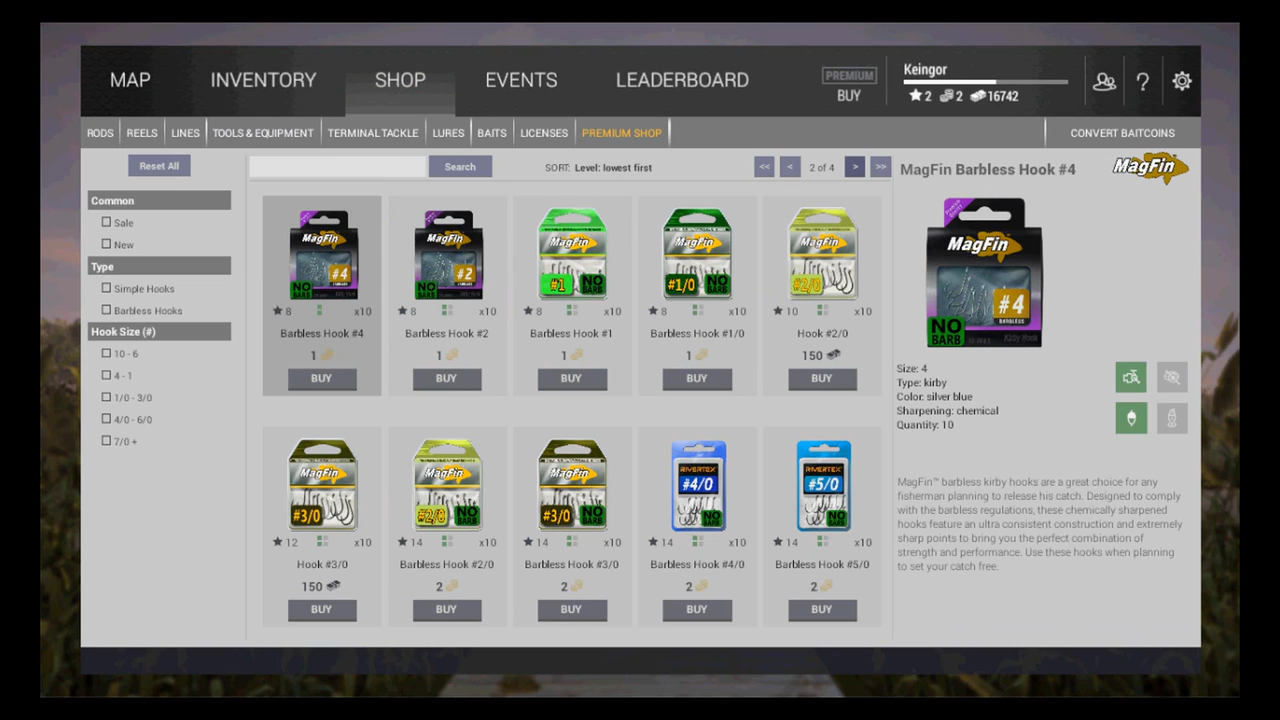 MAP INVENTORY SHOP EVENTS LEADERBOARD PREMIUM BUY Keingor 2 2 16742 ?
RODS REELS LINES TOOLS & EQUIPMENT TERMINAL TACKLE LURES BAITS LICENSES PREMIUM SHOP CONVERT BAITCOINS
Reset All
Common
Sale
New
Type
Simple Hooks
Barbless Hooks
Hook Size (#)
10 - 6
4 - 1
1/0 - 3/0
4/0 - 6/0
7/0 +
Search SORT: Level: lowest first << < 2 of 4 > >>
MagFin #4 NO BARB
MagFin #2 NO BARB
MagFin #1 NO BARB
MagFin #1/0 NO BARB
MagFin #2/0
8 x10 8 x10 8 x10 8 x10 10 x10
Barbless Hook #4 Barbless Hook #2 Barbless Hook #1 Barbless Hook #1/0 Hook #2/0
1 1 1 1 150
BUY BUY BUY BUY BUY
MagFin #3/0
MagFin #2/0 NO BARB
MagFin #3/0 NO BARB
RIVERTEX #4/0 NO BARB
RIVERTEX #5/0 NO BARB
12 x10 14 x10 14 x10 14 x10 14 x10
Hook #3/0 Barbless Hook #2/0 Barbless Hook #3/0 Barbless Hook #4/0 Barbless Hook #5/0
150 2 2 2 2
BUY BUY BUY BUY BUY
MagFin Barbless Hook #4 MagFin
MagFin
#4
BARBLESS
NO BARB
Kirby Hook
Size: 4
Type: kirby
Color: silver blue
Sharpening: chemical
Quantity: 10
MagFin™ barbless kirby hooks are a great choice for any
fisherman planning to release his catch. Designed to comply
with the barbless regulations, these chemically sharpened
hooks feature an ultra consistent construction and extremely
sharp points to bring you the perfect combination of
strength and performance. Use these hooks when planning
to set your catch free.